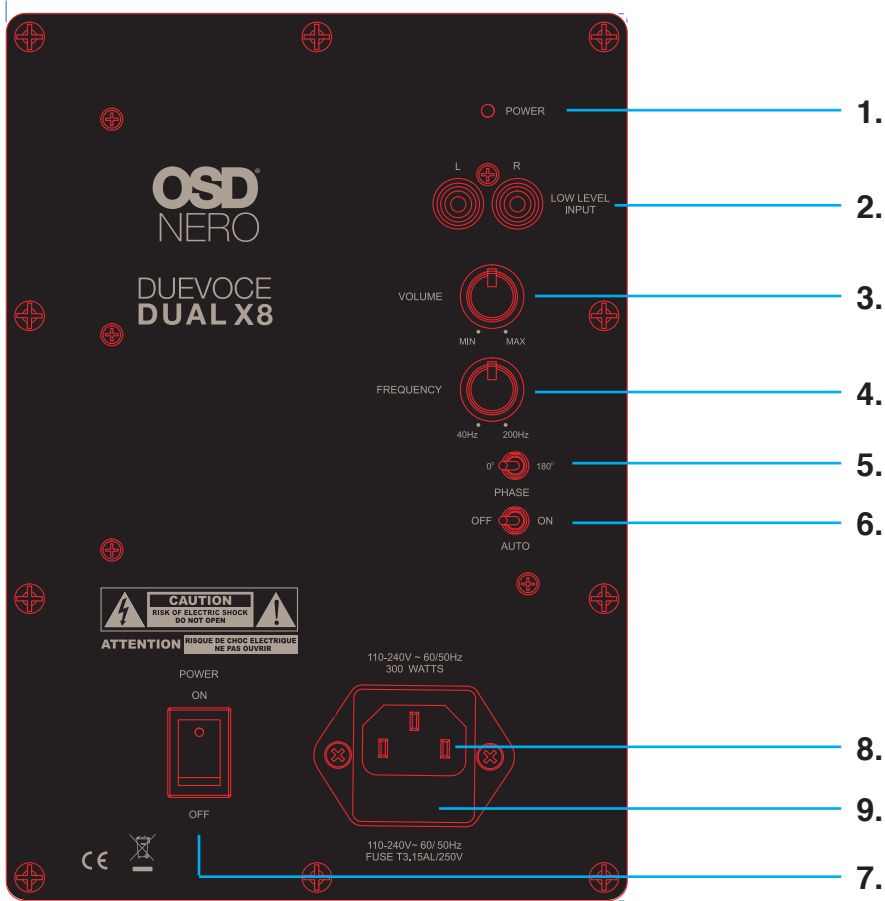 POWER
1.
L R
LOW LEVEL
INPUT
2.
OSD®
NERO
DUEVOCE
DUAL X8
VOLUME
3.
MIN MAX
FREQUENCY
4.
40Hz 200Hz
0° 180°
5.
PHASE
OFF ON
6.
AUTO
CAUTION
RISK OF ELECTRIC SHOCK
DO NOT OPEN
ATTENTION
RISQUE DE CHOC ELECTRIQUE
NE PAS OUVRIR
POWER
ON
OFF
110-240V ~ 60/50Hz
300 WATTS
8.
9.
110-240V~ 60/ 50Hz
FUSE T3.15AL/250V
CE
7.